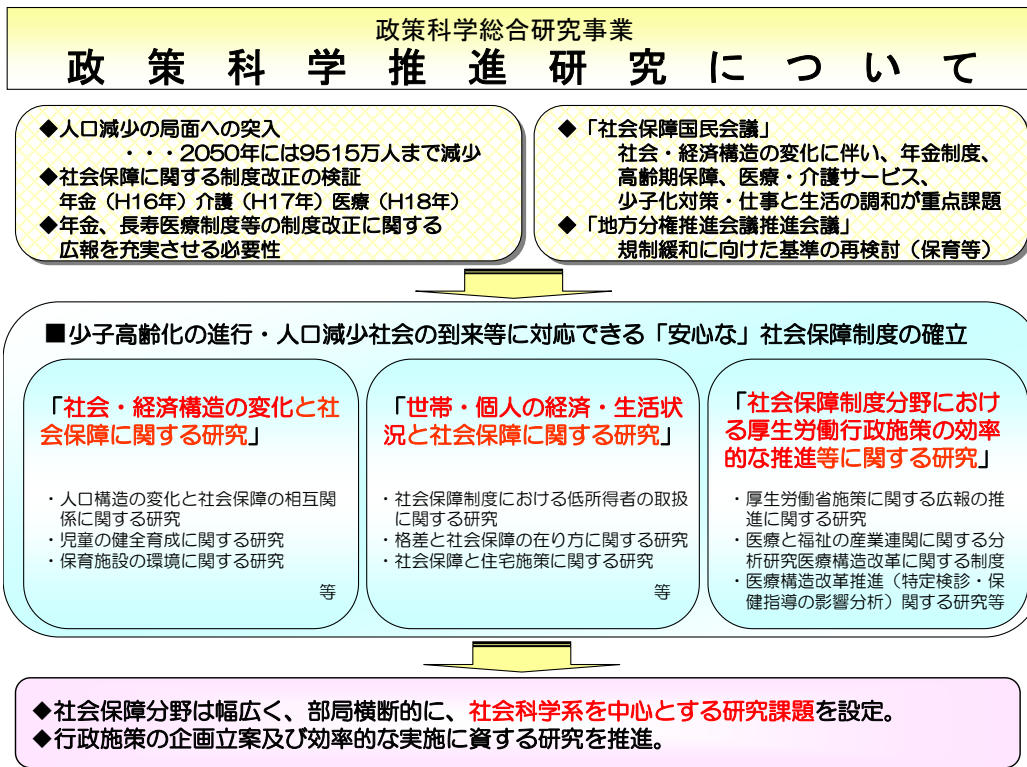 政策科学総合研究事業
政策科学推進研究について
◆人口減少の局面への突入
・・・2050年には9515万人まで減少
◆社会保障に関する制度改正の検証
年金（H16年）介護（H17年）医療（H18年）
◆年金、長寿医療制度等の制度改正に関する
広報を充実させる必要性
◆「社会保障国民会議」
社会・経済構造の変化に伴い、年金制度、
高齢期保障、医療・介護サービス、
少子化対策・仕事と生活の調和が重点課題
◆「地方分権推進会議推進会議」
規制緩和に向けた基準の再検討（保育等）
■少子高齢化の進行・人口減少社会の到来等に対応できる「安心な」社会保障制度の確立
「社会・経済構造の変化と社
会保障に関する研究」
・人口構造の変化と社会保障の相互関
係に関する研究
・児童の健全育成に関する研究
・保育施設の環境に関する研究
等
「世帯・個人の経済・生活状
況と社会保障に関する研究」
・社会保障制度における低所得者の取扱
に関する研究
・格差と社会保障の在り方に関する研究
・社会保障と住宅施策に関する研究
等
「社会保障制度分野におけ
る厚生労働行政施策の効率
的な推進等に関する研究」
・厚生労働省施策に関する広報の推
進に関する研究
・医療と福祉の産業連関に関する分
析研究医療構造改革に関する制度
・医療構造改革推進（特定検診・保
健指導の影響分析）関する研究等
◆社会保障分野は幅広く、部局横断的に、社会科学系を中心とする研究課題を設定。
◆行政施策の企画立案及び効率的な実施に資する研究を推進。